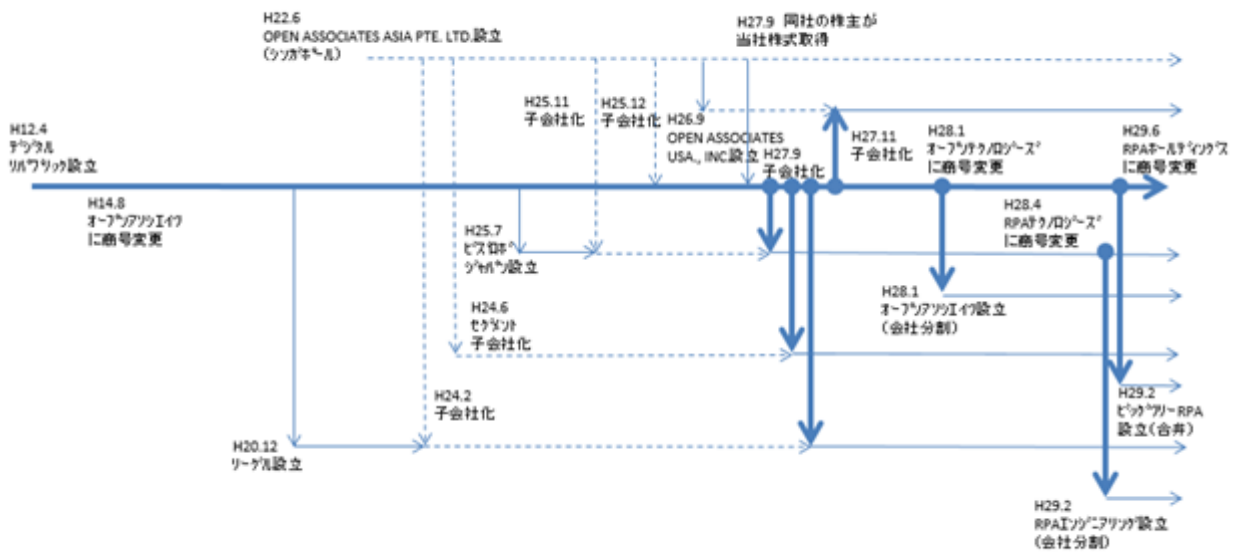 H22.6
OPEN ASSOCIATES ASIA PTE. LTD.設立
(シンガポール)
H27.9 同社の株主が
当社株式取得
H25.11
子会社化
H25.12
子会社化
H26.9
OPEN ASSOCIATES
USA., INC設立
H27.9
子会社化
H27.11
子会社化
H28.1
オープンテクノロジーズ
に商号変更
H29.6
RPAホールディングス
に商号変更
H12.4
デジタル
リパブリック設立
H14.8
オープンアソシエイツ
に商号変更
H25.7
ビズロボ
ジャパン設立
H28.4
RPAテクノロジーズ
に商号変更
H28.1
オープンアソシエイツ設立
(会社分割)
H24.6
セグメント
子会社化
H24.2
子会社化
H29.2
ビックツリーRPA
設立(合弁)
H20.12
リーグル設立
H29.2
RPAエンジニアリング設立
(会社分割)